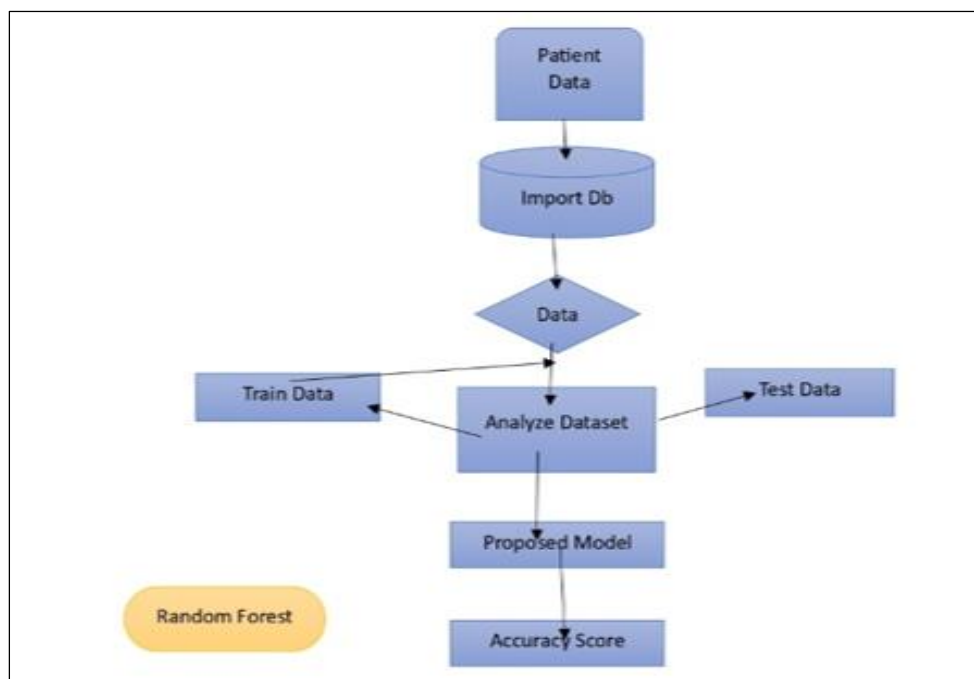 Patient
Data
Import Db
Data
Train Data
Test Data
Analyze Dataset
Proposed Model
Random Forest
Accuracy Score